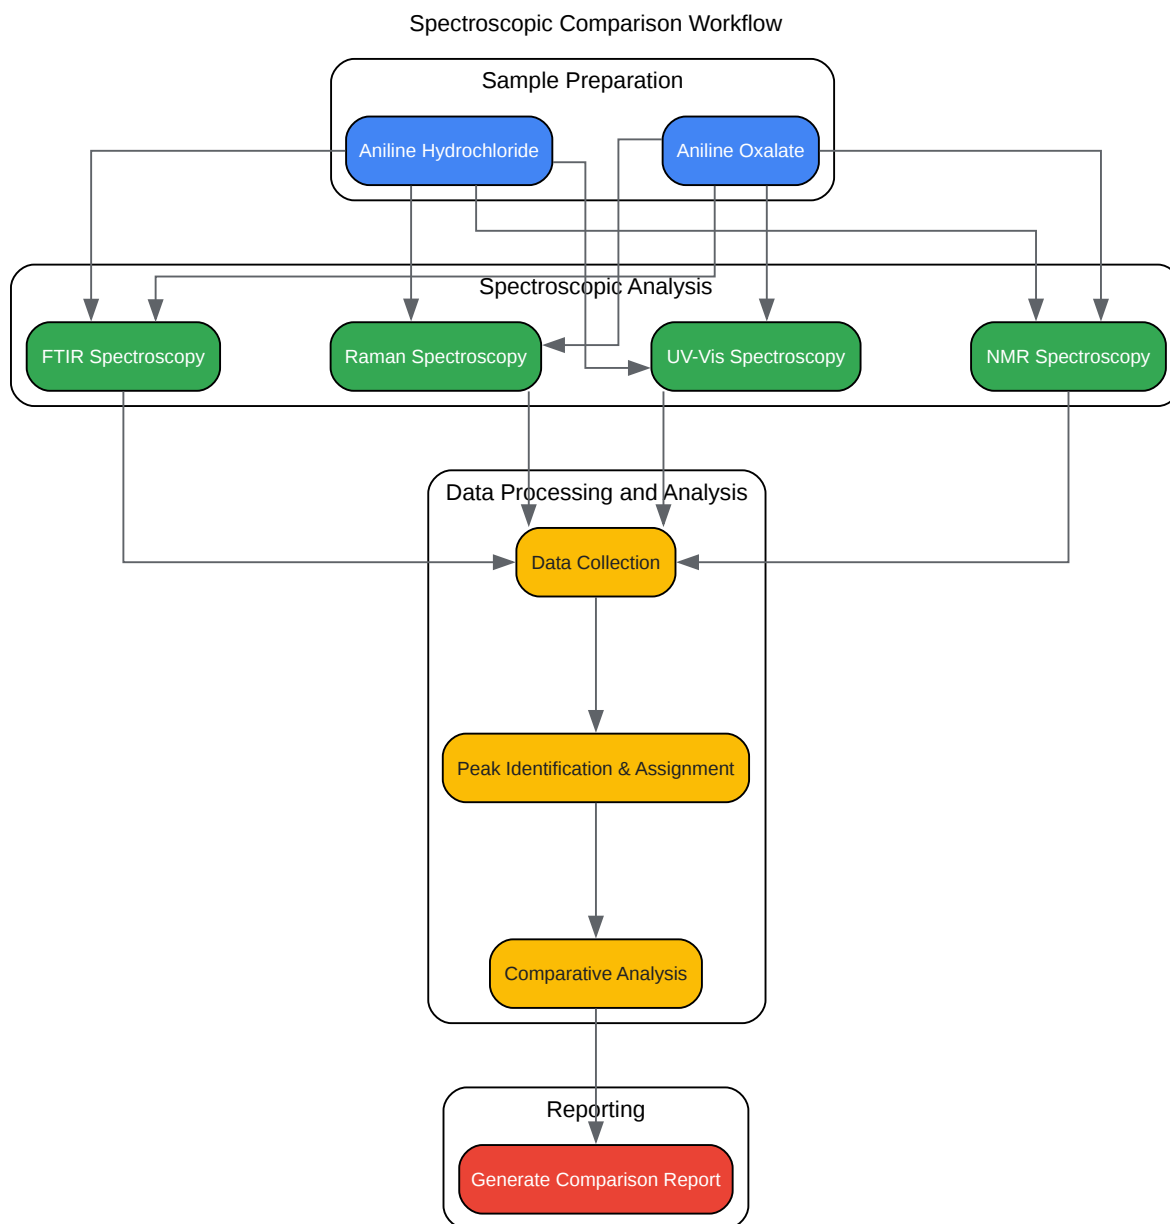 Spectroscopic Comparison Workflow
Sample Preparation
Aniline Hydrochloride
Aniline Oxalate
Spectroscopic Analysis
FTIR Spectroscopy
Raman Spectroscopy
UV-Vis Spectroscopy
NMR Spectroscopy
Data Processing and Analysis
Data Collection
Peak Identification & Assignment
Comparative Analysis
Reporting
Generate Comparison Report